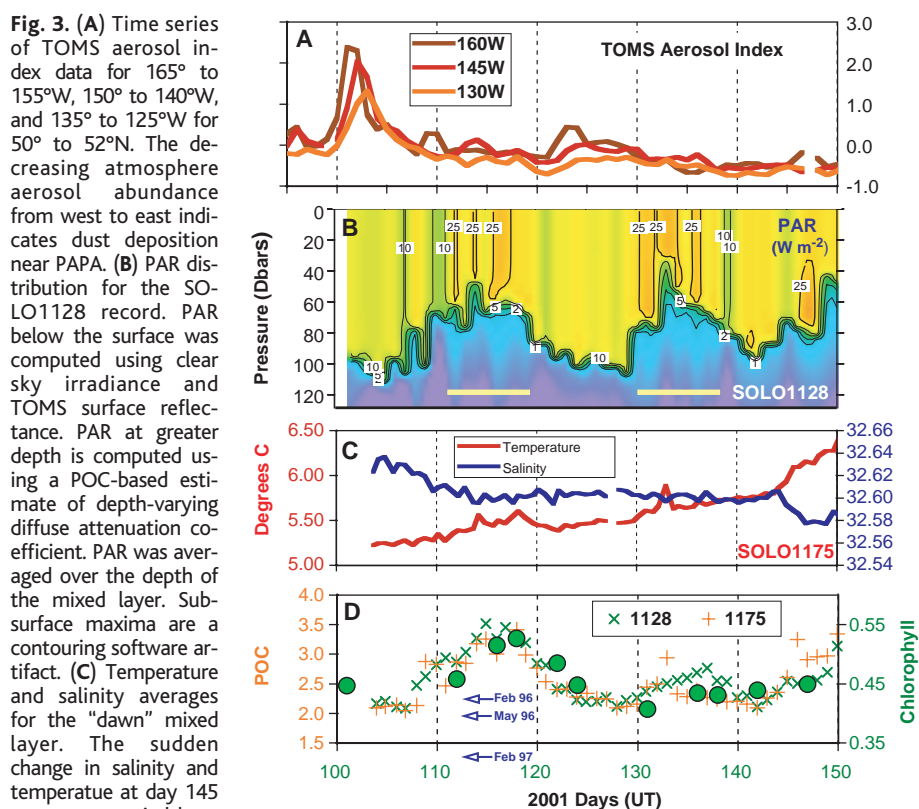 Fig. 3. (A) Time series
of TOMS aerosol in-
dex data for 165° to
155°W, 150° to 140°W,
and 135° to 125°W for
50° to 52°N. The de-
creasing atmosphere
aerosol abundance
from west to east indi-
cates dust deposition
near PAPA. (B) PAR dis-
tribution for the SO-
LO1128 record. PAR
below the surface was
computed using clear
sky irradiance and
TOMS surface reflec-
tance. PAR at greater
depth is computed us-
ing a POC-based esti-
mate of depth-varying
diffuse attenuation co-
efficient. PAR was aver-
aged over the depth of
the mixed layer. Sub-
surface maxima are a
contouring software ar-
tifact. (C) Temperature
and salinity averages
for the "dawn" mixed
layer. The sudden
change in salinity and
temperatue at day 145
A
160W
145W
130W
TOMS Aerosol Index
3.0
2.0
1.0
0.0
-1.0
B
PAR
(W m-2)
Pressure (Dbars)
0
20
40
60
80
100
120
10
10
25
25
25
25
25
25
10
10
25
5
2
5
2
1
10
1
10
5
SOLO1128
C
Temperature
Salinity
Degrees C
6.50
6.00
5.50
5.00
32.66
32.64
32.62
32.60
32.58
32.56
32.54
SOLO1175
D
1128
1175
POC
4.0
3.5
3.0
2.5
2.0
1.5
Feb 96
May 96
Feb 97
0.55
0.45
0.35
Chlorophyll
100
110
120
130
140
150
2001 Days (UT)